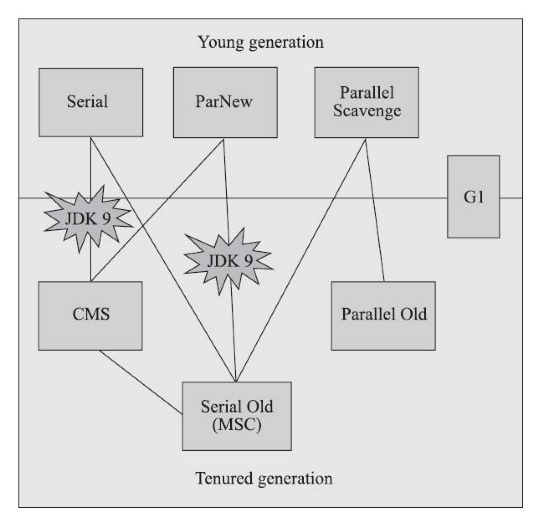 Young generation
Serial
ParNew
Parallel
Scavenge
G1
JDK 9
JDK 9
CMS
Parallel Old
Serial Old
(MSC)
Tenured generation